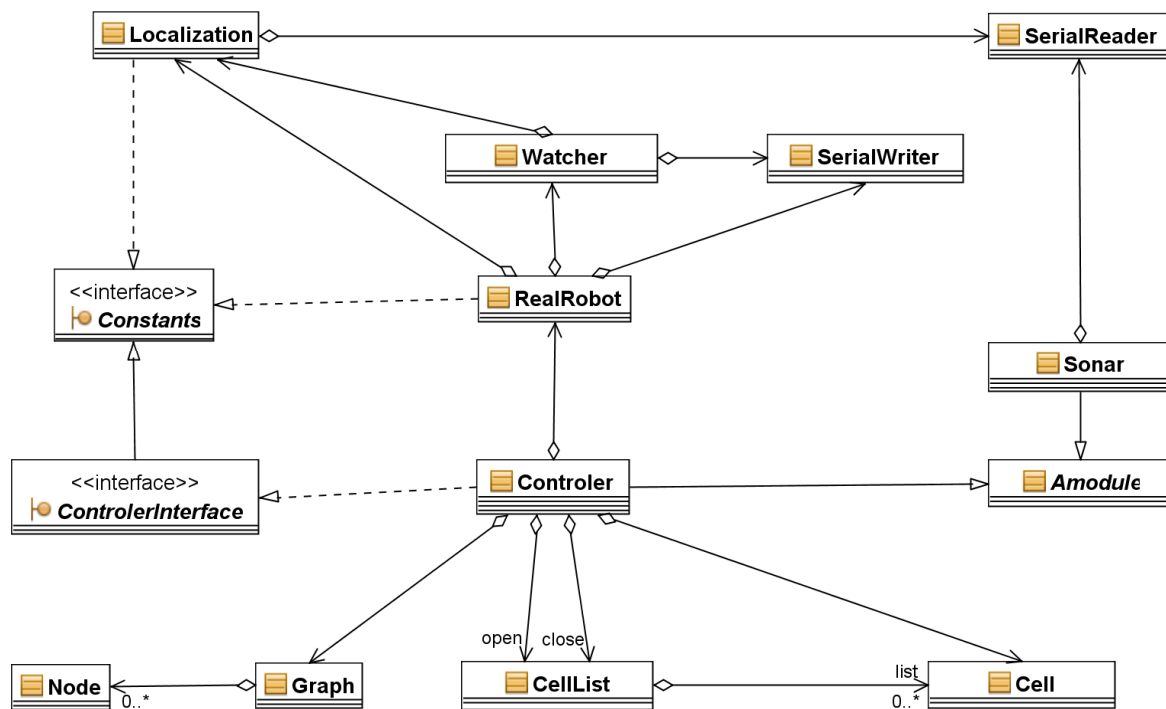 Localization
SerialReader
Watcher
SerialWriter
<<interface>>
Constants
RealRobot
Sonar
<<interface>>
ControlerInterface
Controler
Amodule
open
close
Node
0..*
Graph
CellList
list
0..*
Cell